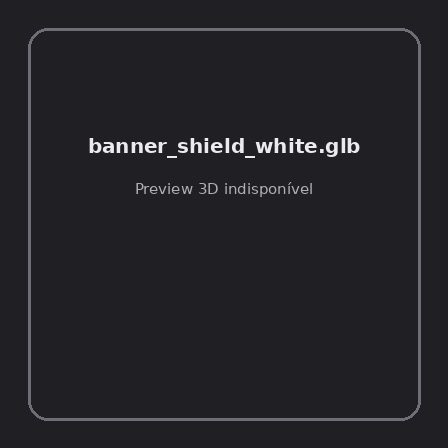 banner_shield_white.glb
Preview 3D indisponível